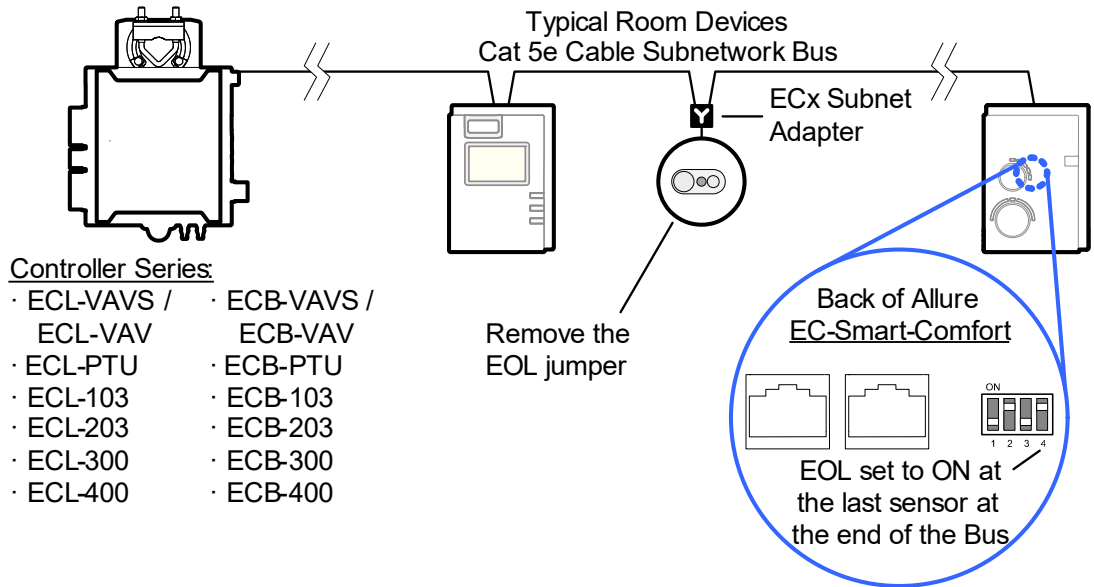 Typical Room Devices
Cat 5e Cable Subnetwork Bus
ECx Subnet
Adapter
Controller Series:
· ECL-VAVS /
ECL-VAV
· ECL-PTU
· ECL-103
· ECL-203
· ECL-300
· ECL-400
· ECB-VAVS /
ECB-VAV
· ECB-PTU
· ECB-103
· ECB-203
· ECB-300
· ECB-400
Remove the
EOL jumper
Back of Allure
EC-Smart-Comfort
ON
1 2 3 4
EOL set to ON at
the last sensor at
the end of the Bus